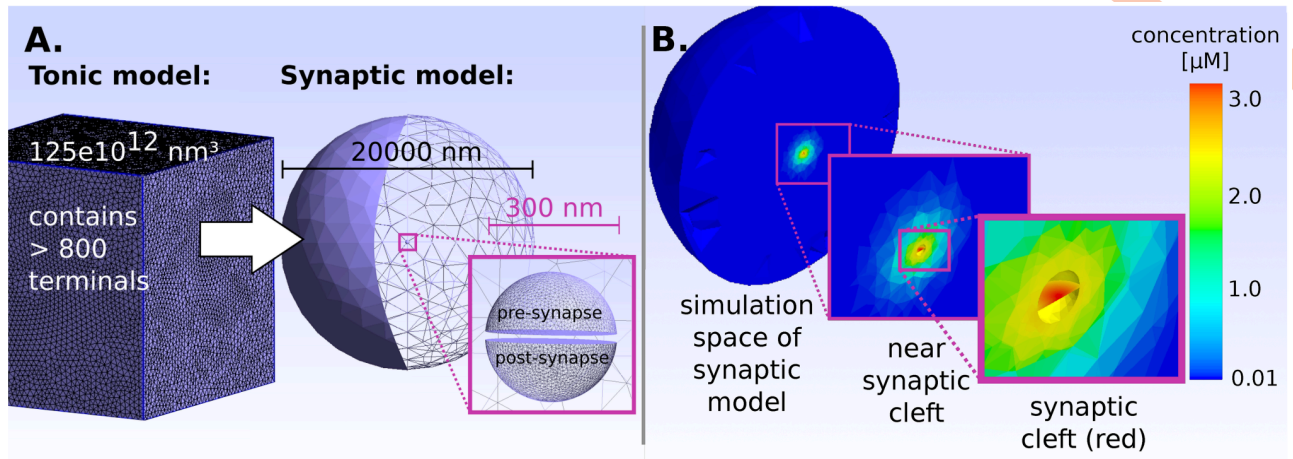 A.
Tonic model:
Synaptic model:
125e10¹² nm³
contains
> 800
terminals
20000 nm
300 nm
pre-synapse
post-synapse
B.
concentration
[µM]
3.0
2.0
1.0
0.01
simulation
space of
synaptic
model
near
synaptic
cleft
synaptic
cleft (red)